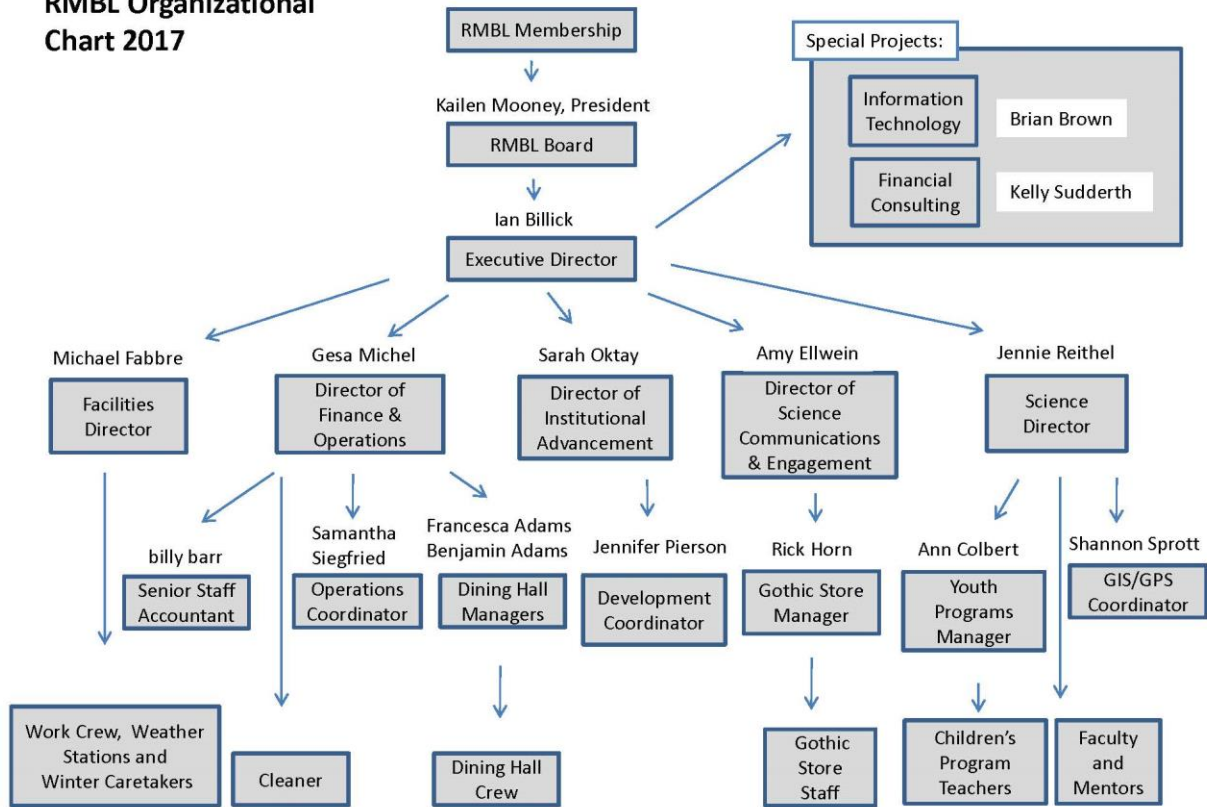 RMBL Organizational
Chart 2017
RMBL Membership
Special Projects:
Information
Technology
Brian Brown
Financial
Consulting
Kelly Sudderth
Kailen Mooney, President
RMBL Board
Ian Billick
Executive Director
Michael Fabbre
Facilities
Director
Gesa Michel
Director of
Finance &
Operations
Sarah Oktay
Director of
Institutional
Advancement
Amy Ellwein
Director of
Science
Communications
& Engagement
Jennie Reithel
Science
Director
billy barr
Senior Staff
Accountant
Samantha
Siegfried
Operations
Coordinator
Francesca Adams
Benjamin Adams
Dining Hall
Managers
Jennifer Pierson
Development
Coordinator
Rick Horn
Gothic Store
Manager
Ann Colbert
Youth
Programs
Manager
Shannon Sprott
GIS/GPS
Coordinator
Work Crew, Weather
Stations and
Winter Caretakers
Cleaner
Dining Hall
Crew
Gothic
Store
Staff
Children's
Program
Teachers
Faculty
and
Mentors